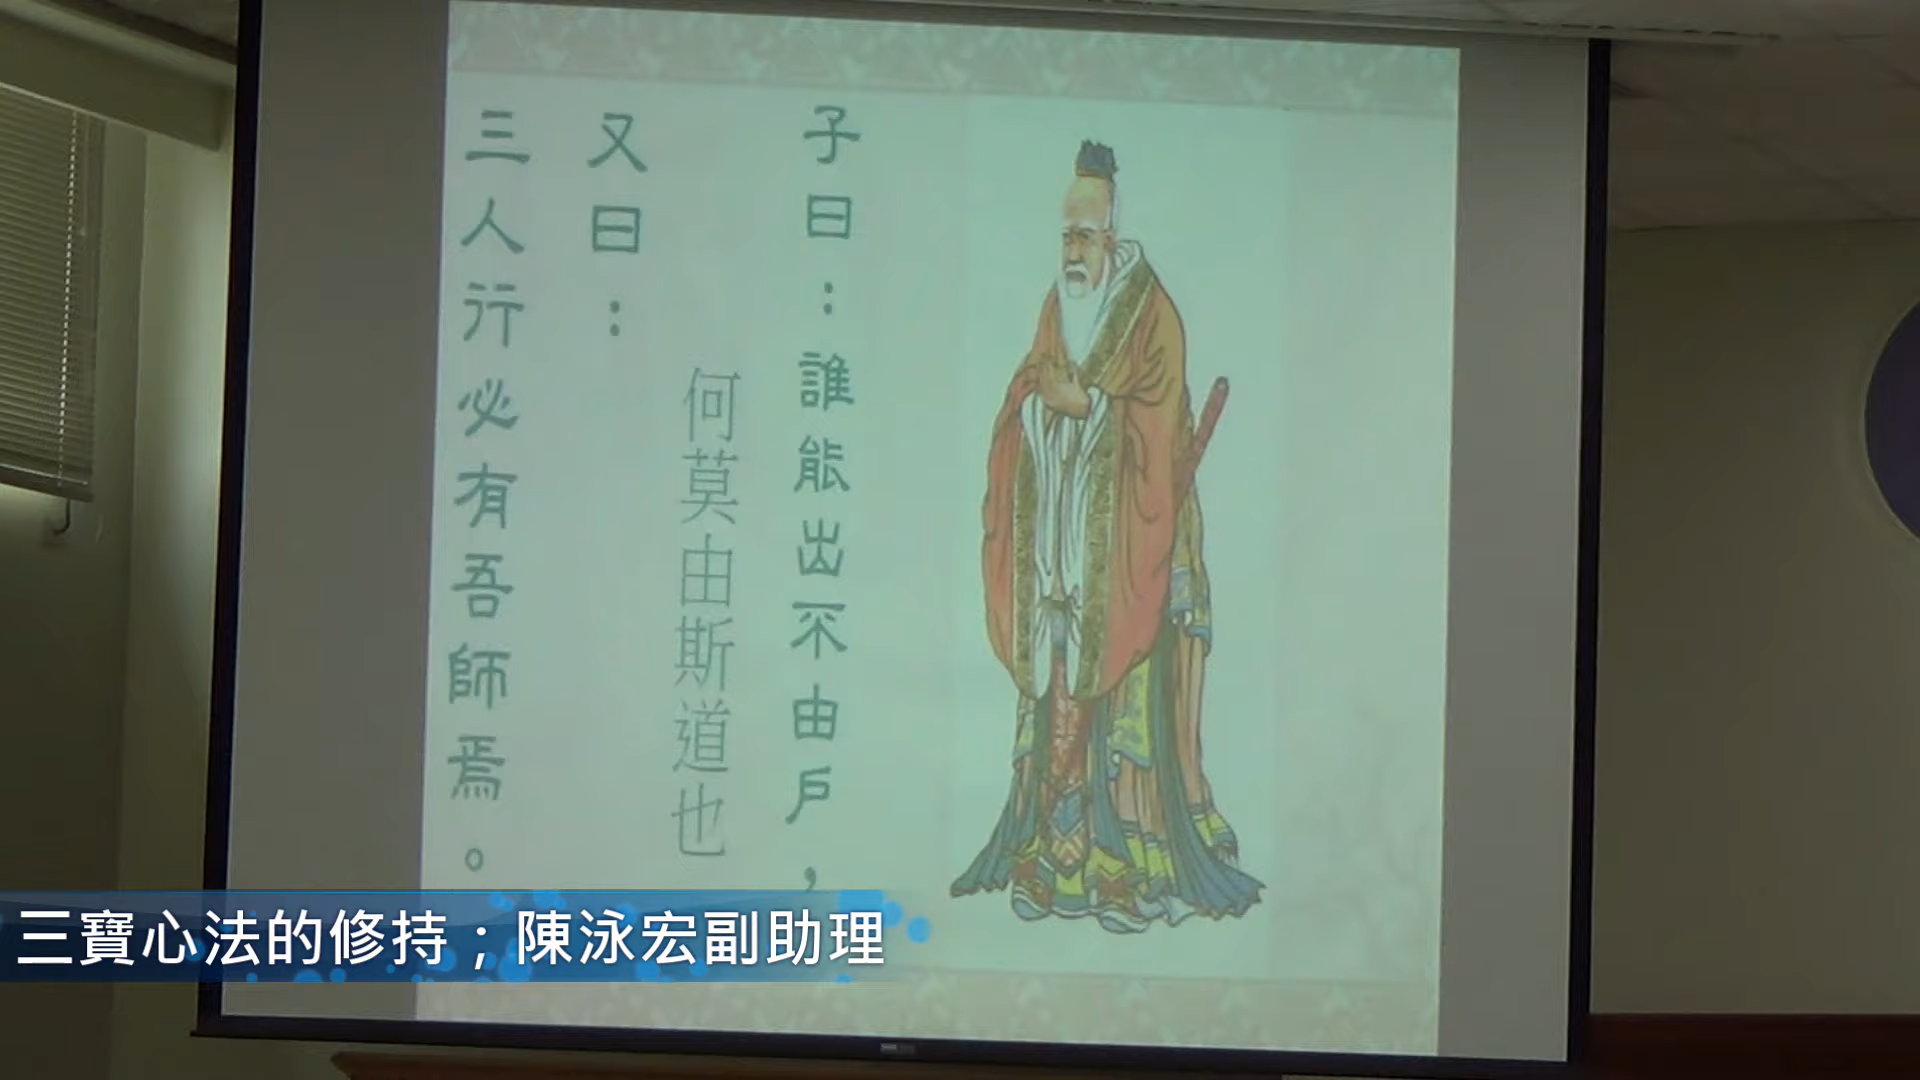 子曰：誰能出不由戶，
何莫由斯道也
又曰：
三人行必有吾師焉。
三寶心法的修持；陳泳宏副助理